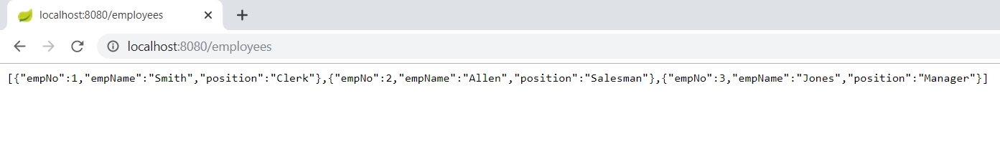 localhost:8080/employees
localhost:8080/employees
[{"empNo":1,"empName":"Smith","position":"Clerk"},{"empNo":2,"empName":"Allen","position":"Salesman"},{"empNo":3,"empName":"Jones","position":"Manager"}]